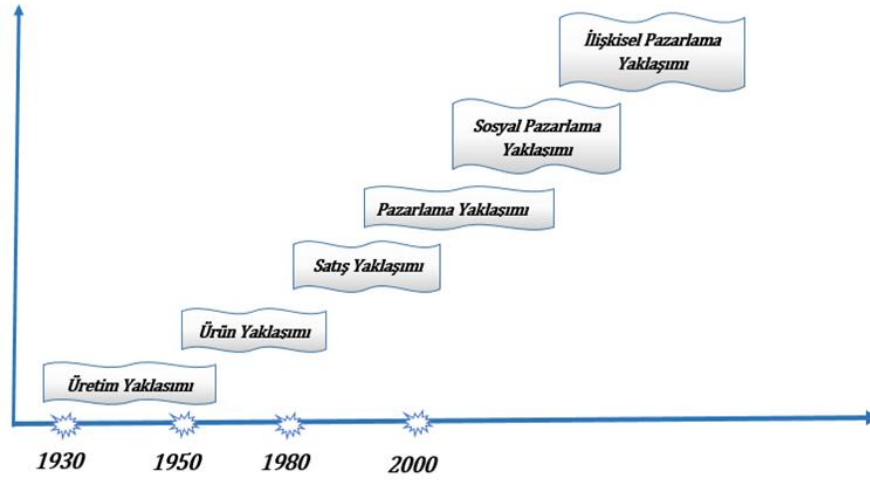 İlişkisel Pazarlama
Yaklaşımı
Sosyal Pazarlama
Yaklaşımı
Pazarlama Yaklaşımı
Satış Yaklaşımı
Ürün Yaklaşımı
Üretim Yaklasımı
1930
1950
1980
2000